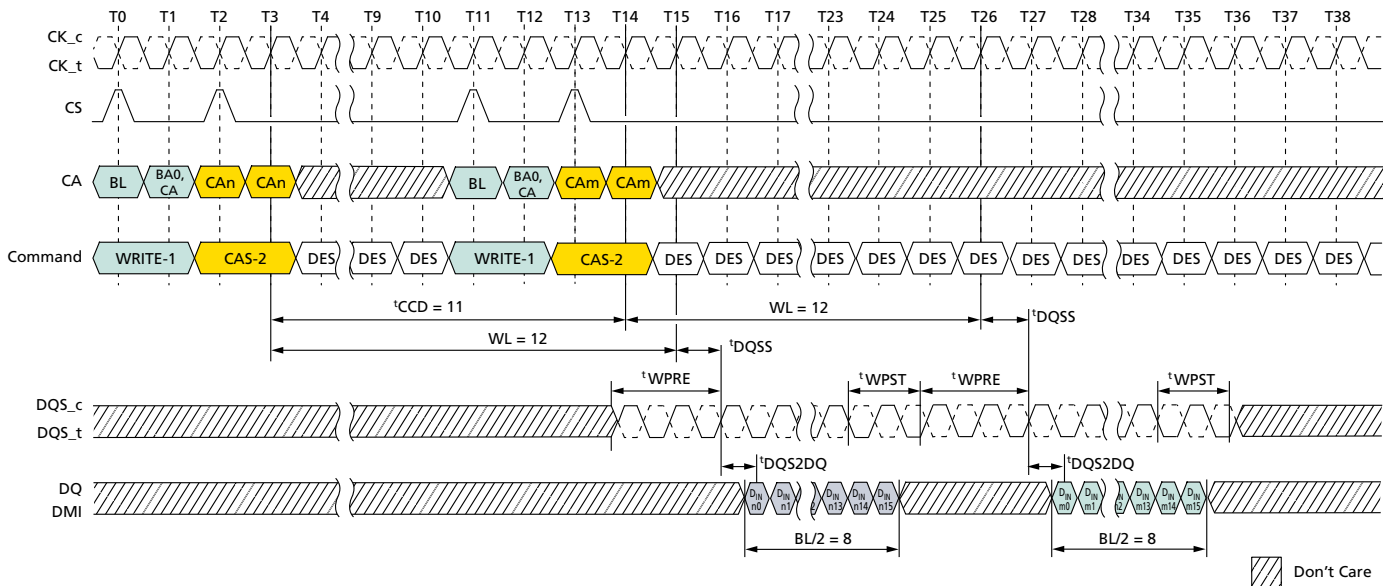 T0 T1 T2 T3 T4 T9 T10 T11 T12 T13 T14 T15 T16 T17 T23 T24 T25 T26 T27 T28 T34 T35 T36 T37 T38
CK_c
CK_t
CS
CA BL BA0, CA CAn CAn BL BA0, CA CAm CAm
Command WRITE-1 CAS-2 DES DES DES WRITE-1 CAS-2 DES DES DES DES DES DES DES DES DES DES DES DES DES DES
tCCD = 11 WL = 12 tDQSS
WL = 12 tDQSS
tWPRE tWPST tWPRE tWPST
DQS_c
DQS_t
tDQS2DQ tDQS2DQ
DQ
DMI
DIN n0 DIN n1 DIN n13 DIN n14 DIN n15 DIN m0 DIN m1 DIN m13 DIN m14 DIN m15
BL/2 = 8 BL/2 = 8
Don't Care